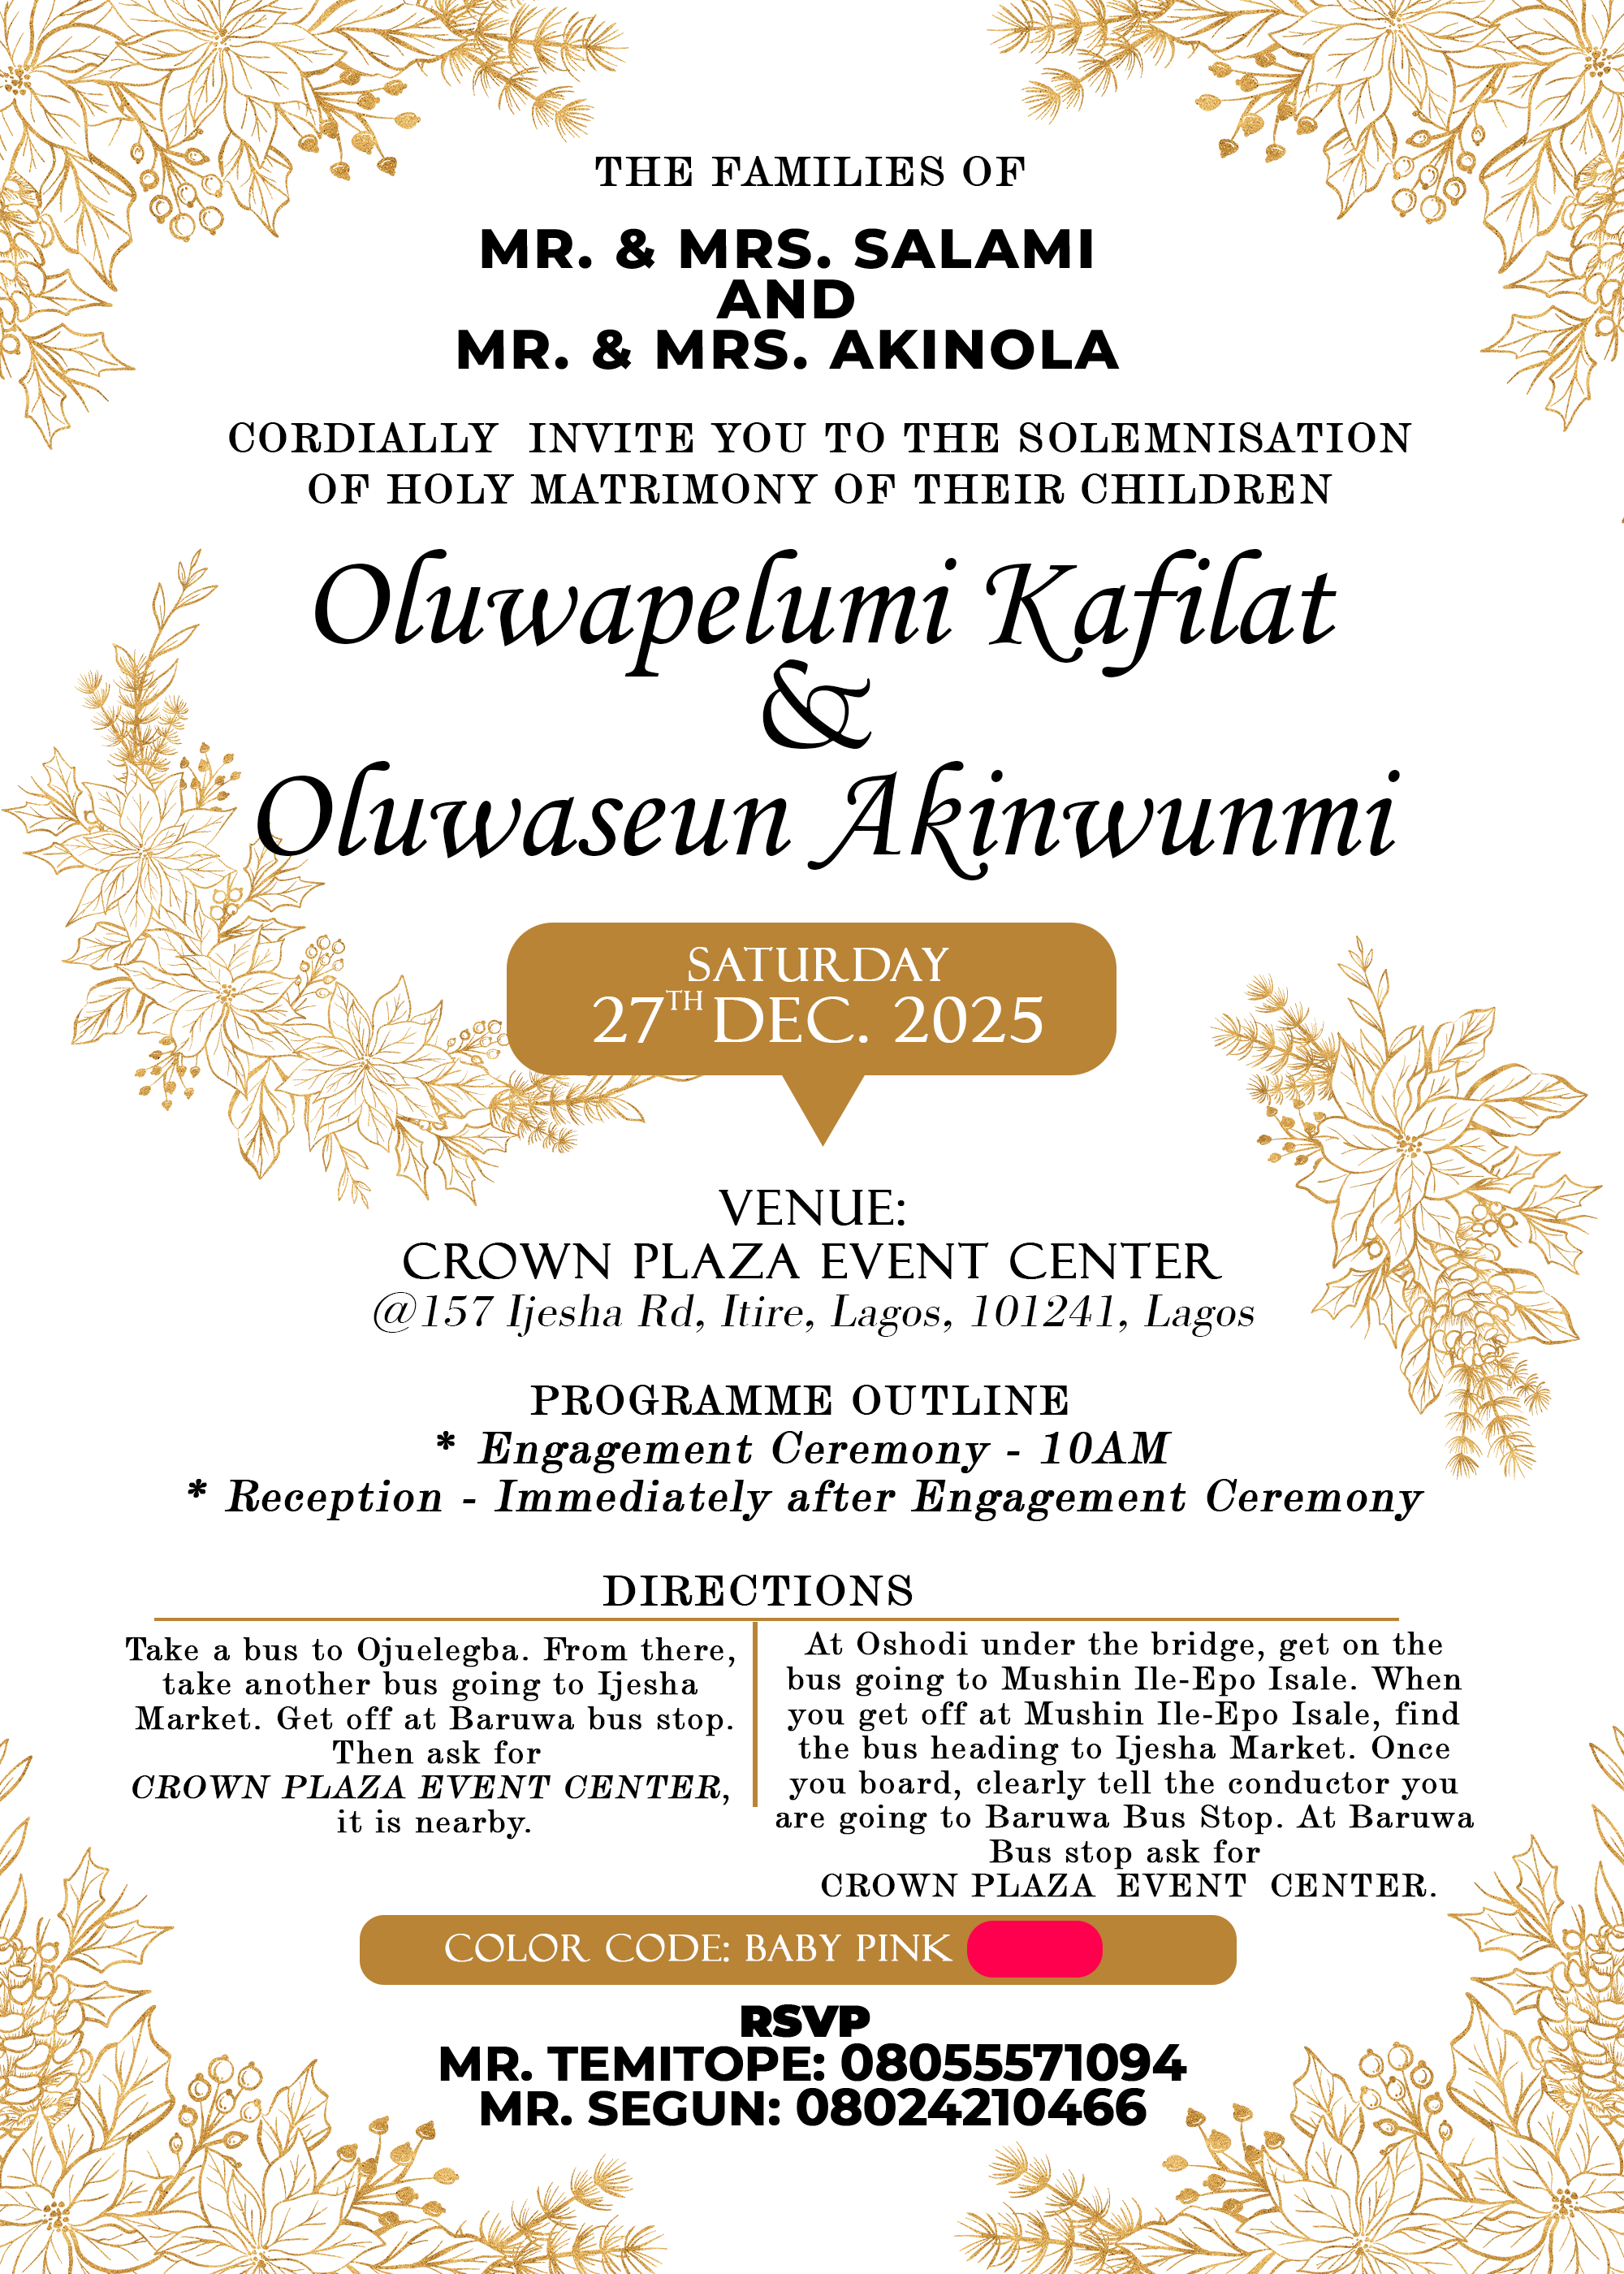 THE FAMILIES OF
MR. & MRS. SALAMI
AND
MR. & MRS. AKINOLA
CORDIALLY INVITE YOU TO THE SOLEMNISATION
OF HOLY MATRIMONY OF THEIR CHILDREN
Oluwapelumi Kafilat
&
Oluwaseun Akinwunmi
SATURDAY
27TH DEC. 2025
VENUE:
CROWN PLAZA EVENT CENTER
@157 Ijesha Rd, Itire, Lagos, 101241, Lagos
PROGRAMME OUTLINE
* Engagement Ceremony - 10AM
* Reception - Immediately after Engagement Ceremony
DIRECTIONS
Take a bus to Ojuelegba. From there,
take another bus going to Ijesha
Market. Get off at Baruwa bus stop.
Then ask for
CROWN PLAZA EVENT CENTER,
it is nearby.
At Oshodi under the bridge, get on the
bus going to Mushin Ile-Epo Isale. When
you get off at Mushin Ile-Epo Isale, find
the bus heading to Ijesha Market. Once
you board, clearly tell the conductor you
are going to Baruwa Bus Stop. At Baruwa
Bus stop ask for
CROWN PLAZA EVENT CENTER.
COLOR CODE: BABY PINK
RSVP
MR. TEMITOPE: 08055571094
MR. SEGUN: 08024210466